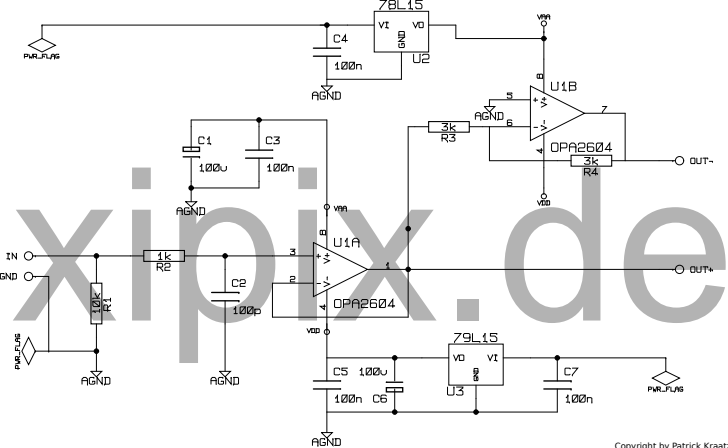 78L15
VI VO
GND
U2
C4
100n
AGND
PWR_FLAG
VAA
8
U1B
5
+ V+
AGND
7
6
- V-
3k
R3
4
OPA2604
3k
R4
OUT-
VDD
C1
100u
C3
100n
AGND
VAA
8
U1A
IN
1k
R2
3
+ V+
1
OUT+
GND
2
- V-
C2
100p
10k
R1
4
OPA2604
VDD
PWR_FLAG
AGND
AGND
79L15
VO VI
GND
U3
C5
100n
100u
C6
C7
100n
PWR_FLAG
AGND
xipix.de
Copyright by Patrick Kraat